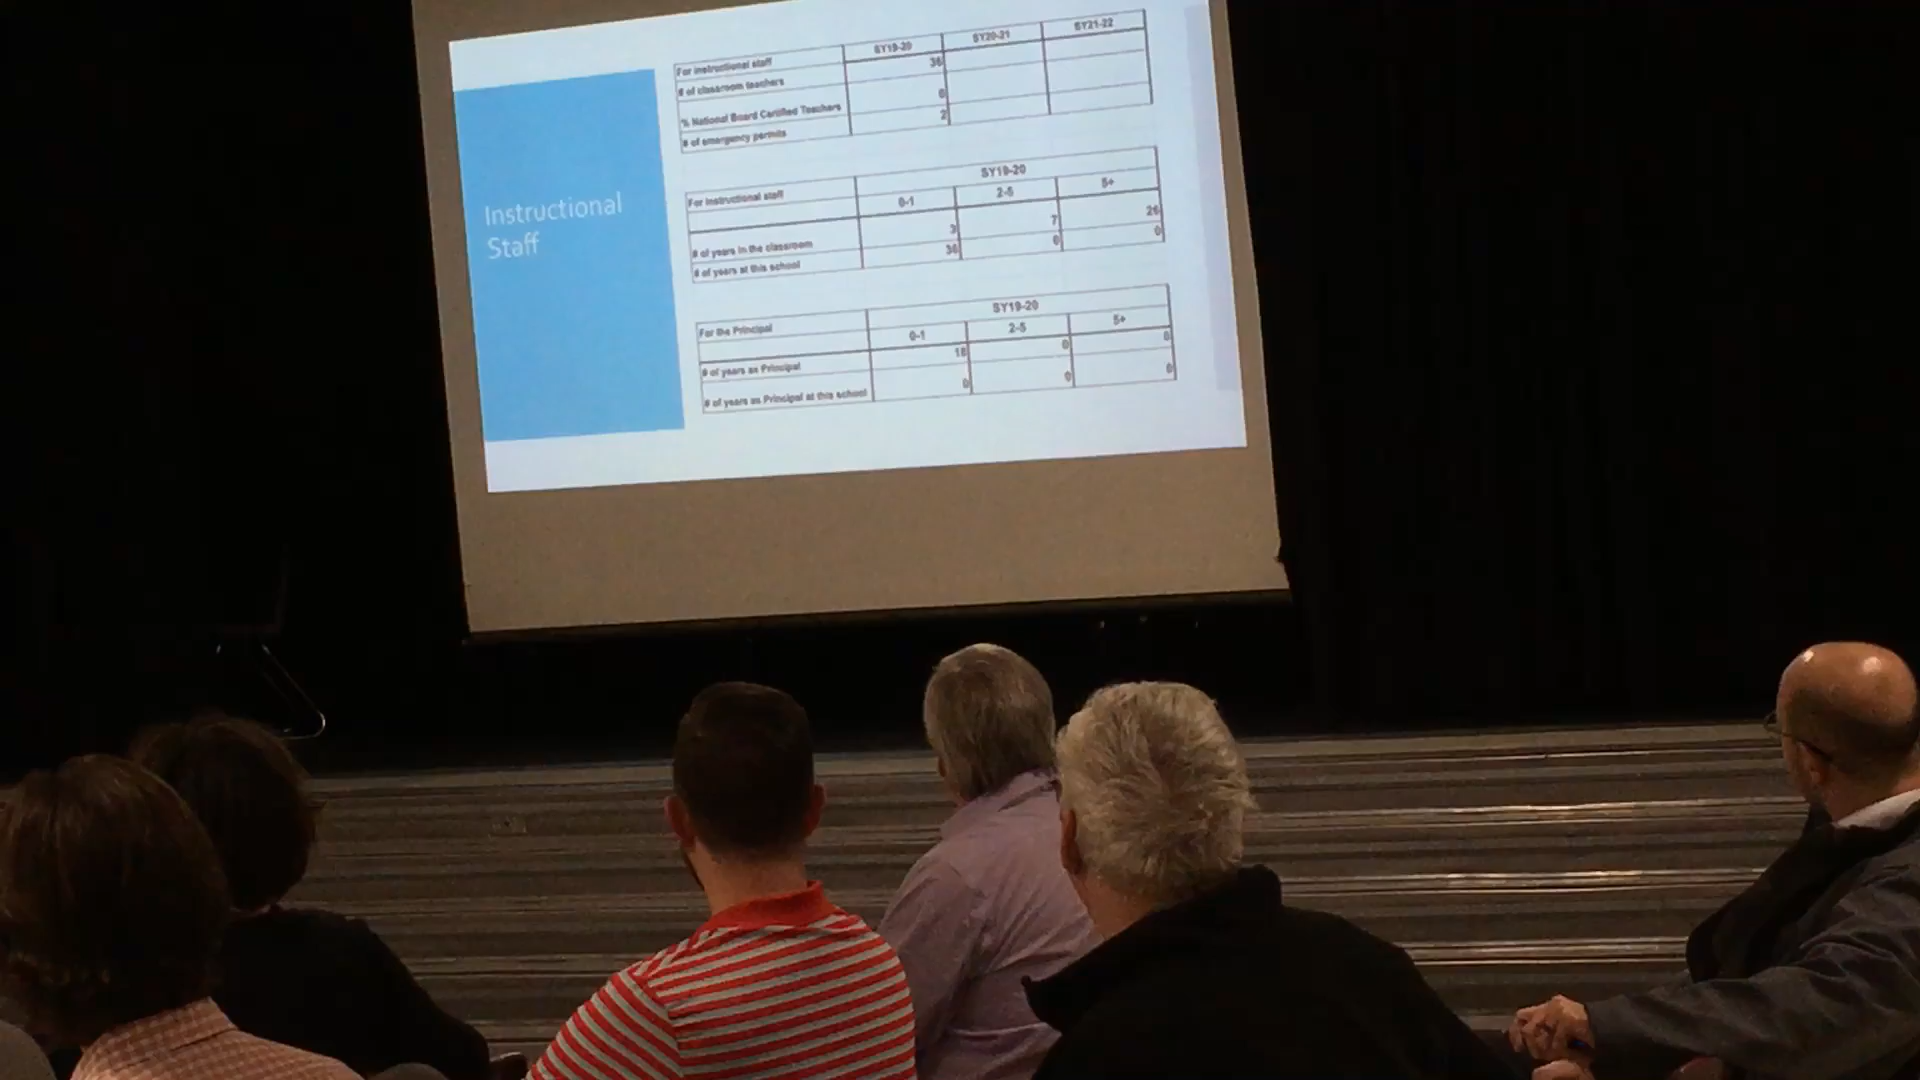 Instructional
Staff
For instructional staff SY19-20 SY20-21 SY21-22
# of classroom teachers 36
% National Board Certified Teachers 0
# of emergency permits 2
SY19-20
For instructional staff 0-1 2-5 5+
# of years in the classroom 3 7 26
# of years at this school 36 0 0
SY19-20
For the Principal 0-1 2-5 5+
# of years as Principal 18 0 0
# of years as Principal at this school 0 0 0